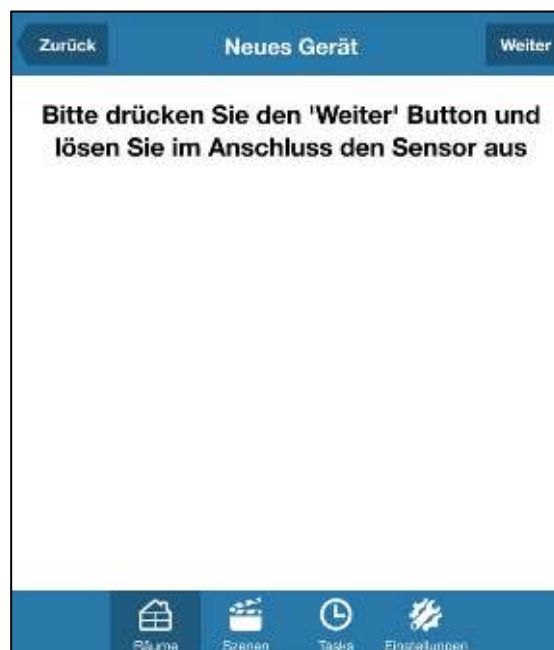 Zurück
Neues Gerät
Weiter
Bitte drücken Sie den 'Weiter' Button und
lösen Sie im Anschluss den Sensor aus
Räume
Szenen
Tasks
Einstellungen